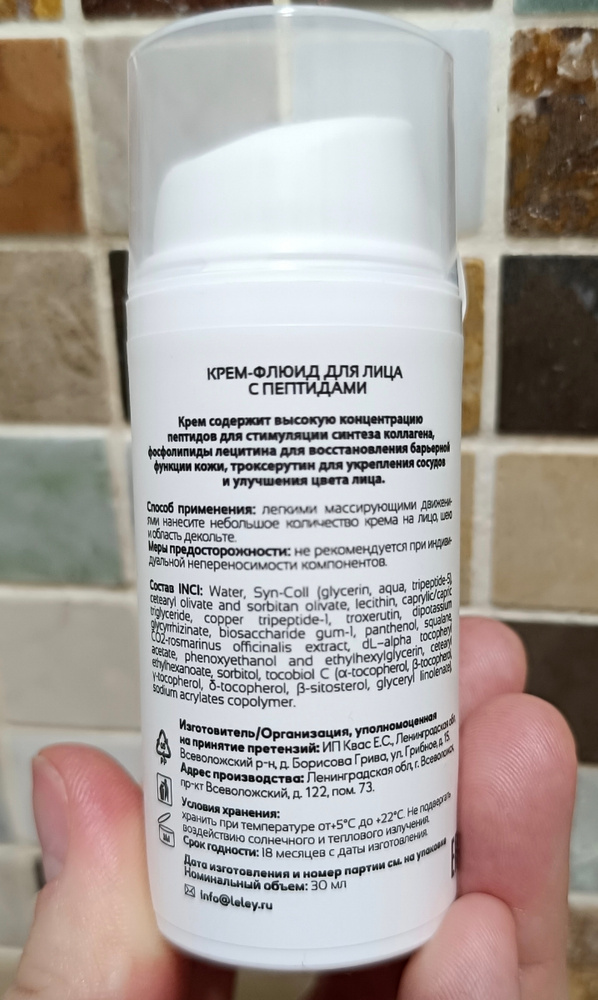 КРЕМ-ФЛЮИД ДЛЯ ЛИЦА
С ПЕПТИДАМИ
Крем содержит высокую концентрацию
пептидов для стимуляции синтеза коллагена,
фосфолипиды лецитина для восстановления барьерной
функции кожи, троксерутин для укрепления сосудов
и улучшения цвета лица.
Способ применения: легкими массирующими движени-
ями нанесите небольшое количество крема на лицо, шею
и область декольте.
Меры предосторожности: не рекомендуется при индиви-
дуальной непереносимости компонентов.
Состав INCI: Water, Syn-Coll (glycerin, aqua, tripeptide-5),
cetearyl olivate and sorbitan olivate, lecithin, caprylic/capric
triglyceride, copper tripeptide-1, troxerutin, dipotassium
glycyrrhizinate, biosaccharide gum-1, panthenol, squalane,
CO2-rosmarinus officinalis extract, dL-alpha tocopheryl
acetate, phenoxyethanol and ethylhexylglycerin, cetearyl
ethylhexanoate, sorbitol, tocobiol C (α-tocopherol, β-tocopherol,
γ-tocopherol, δ-tocopherol, β-sitosterol, glyceryl linolenate),
sodium acrylates copolymer.
Изготовитель/Организация, уполномоченная
на принятие претензий: ИП Квас Е.С., Ленинградская обл.,
Всеволожский р-н, д. Борисова Грива, ул. Грибное, д. 15.
Адрес производства: Ленинградская обл, г. Всеволожск,
пр-кт Всеволожский, д. 122, пом. 73.
PP
Условия хранения:
хранить при температуре от+5°С до +22°С. Не подвергать
воздействию солнечного и теплового излучения.
Срок годности: 18 месяцев с даты изготовления.
Дата изготовления и номер партии см. на упаковке
Номинальный объем: 30 мл
info@leley.ru